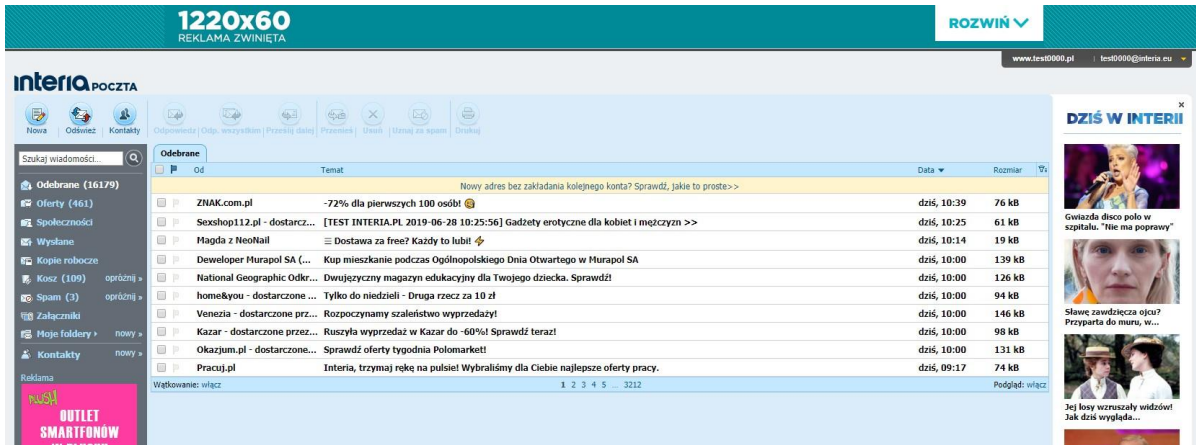 1220x60
REKLAMA ZWINIĘTA
ROZWIŃ
www.test0000.pl | test0000@interia.eu
interia POCZTA
Nowa | Odśwież | Kontakty
Odpowiedz | Odp. wszystkim | Prześlij dalej | Przenieś | Usuń | Uznaj za spam | Drukuj
Szukaj wiadomości...
Odebrane (16179)
Oferty (461)
Społeczności
Wysłane
Kopie robocze
Kosz (109) opróżnij »
Spam (3) opróżnij »
Załączniki
Moje foldery nowy »
Kontakty nowy »
Reklama
PLUSH
OUTLET
SMARTFONÓW
Odebrane
Od Temat Data Rozmiar
Nowy adres bez zakładania kolejnego konta? Sprawdź, jakie to proste>>
ZNAK.com.pl -72% dla pierwszych 100 osób! dziś, 10:39 76 kB
Sexshop112.pl - dostarcz... [TEST INTERIA.PL 2019-06-28 10:25:56] Gadżety erotyczne dla kobiet i mężczyzn >> dziś, 10:25 61 kB
Magda z NeoNail Dostawa za free? Każdy to lubi! dziś, 10:14 19 kB
Deweloper Murapol SA (... Kup mieszkanie podczas Ogólnopolskiego Dnia Otwartego w Murapol SA dziś, 10:00 139 kB
National Geographic Odkr... Dwujęzyczny magazyn edukacyjny dla Twojego dziecka. Sprawdź! dziś, 10:00 126 kB
home&you - dostarczone ... Tylko do niedzieli - Druga rzecz za 10 zł dziś, 10:00 94 kB
Venezia - dostarczone prz... Rozpoczynamy szaleństwo wyprzedaży! dziś, 10:00 146 kB
Kazar - dostarczone przez... Ruszyła wyprzedaż w Kazar do -60%! Sprawdź teraz! dziś, 10:00 98 kB
Okazjum.pl - dostarczone... Sprawdź oferty tygodnia Polomarket! dziś, 10:00 131 kB
Pracuj.pl Interia, trzymaj rękę na pulsie! Wybraliśmy dla Ciebie najlepsze oferty pracy. dziś, 09:17 74 kB
Wątkowanie: włącz 1 2 3 4 5 ... 3212 Podgląd: włącz
DZIŚ W INTERII
Gwiazda disco polo w
szpitalu. "Nie ma poprawy"
Sławę zawdzięcza ojcu?
Przyparta do muru, w...
Jej losy wzruszały widzów!
Jak dziś wygląda...